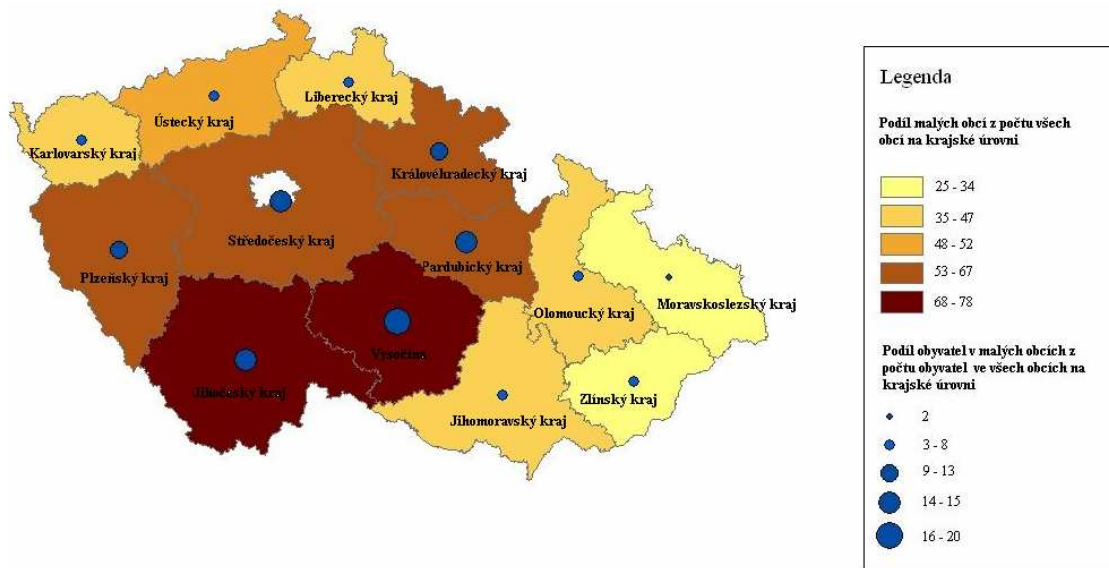 Liberecký kraj
Ústecký kraj
Karlovarský kraj
Královéhradecký kraj
Středočeský kraj
Plzeňský kraj
Pardubický kraj
Moravskoslezský kraj
Olomoucký kraj
Vysočina
Jihočeský kraj
Zlínský kraj
Jihomoravský kraj
Legenda
Podíl malých obcí z počtu všech
obcí na krajské úrovni
25 - 34
35 - 47
48 - 52
53 - 67
68 - 78
Podíl obyvatel v malých obcích z
počtu obyvatel ve všech obcích na
krajské úrovni
2
3 - 8
9 - 13
14 - 15
16 - 20